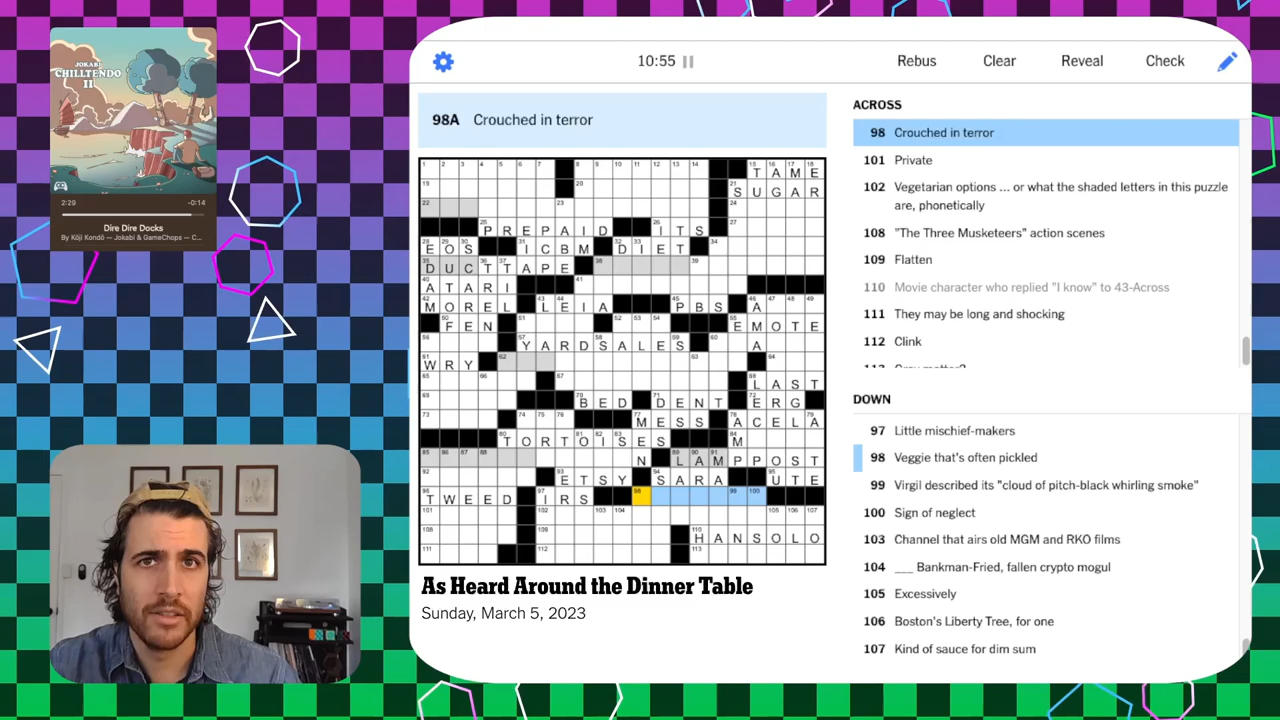 JOKABI
CHILLTENDO
II
2:29
-0:14
Dire Dire Docks
By Kōji Kondō — Jokabi & GameChops — C...
10:55
Rebus
Clear
Reveal
Check
98A Crouched in terror
TAME
SUGAR
PREPAID ITS
EOS ICBM DIET
DUCTTAPE
ATARI
MOREL LEIA PBS A
FEN EMOTE
YARDSALES A
WRY
LAST
BED DENT ERG
MESS ACELA
TORTOISES M
N LAMPPOST
ETSY SARA UTE
TWEED IRS
HANSOLO
As Heard Around the Dinner Table
Sunday, March 5, 2023
ACROSS
98 Crouched in terror
101 Private
102 Vegetarian options ... or what the shaded letters in this puzzle
are, phonetically
108 "The Three Musketeers" action scenes
109 Flatten
110 Movie character who replied "I know" to 43-Across
111 They may be long and shocking
112 Clink
DOWN
97 Little mischief-makers
98 Veggie that's often pickled
99 Virgil described its "cloud of pitch-black whirling smoke"
100 Sign of neglect
103 Channel that airs old MGM and RKO films
104 ___ Bankman-Fried, fallen crypto mogul
105 Excessively
106 Boston's Liberty Tree, for one
107 Kind of sauce for dim sum